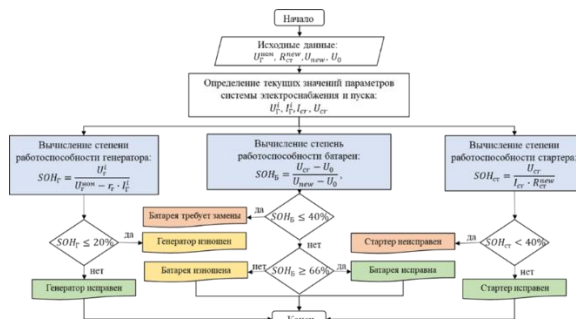 Начало
Исходные данные:
U_Г^нап, R_ст^new, U_new, U_0
Определение текущих значений параметров
системы электроснабжения и пуска:
U_Г^i, I_Г^i, I_ст, U_ст
Вычисление степени
работоспособности генератора:
SOH_Г = U_г^i / (U_г^нап − r_г · I_Г^i)
Вычисление степень
работоспособности батареи:
SOH_Б = (U_ст − U_0) / (U_new − U_0),
Вычисление степени
работоспособности стартера:
SOH_ст = U_ст / (I_ст · R_ст^new)
Батарея требует замены
да
SOH_Б ≤ 40%
SOH_Г ≤ 20%
да
Генератор изношен
нет
Стартер неисправен
да
SOH_ст < 40%
нет
Батарея изношена
нет
SOH_Б ≥ 66%
да
Батарея исправна
нет
Генератор исправен
Стартер исправен